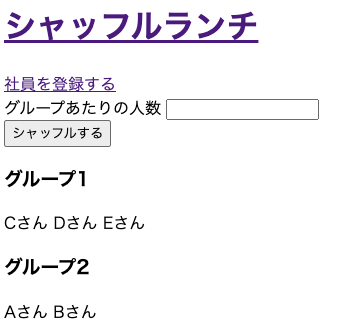 シャッフルランチ
社員を登録する
グループあたりの人数
シャッフルする
グループ1
Cさん Dさん Eさん
グループ2
Aさん Bさん